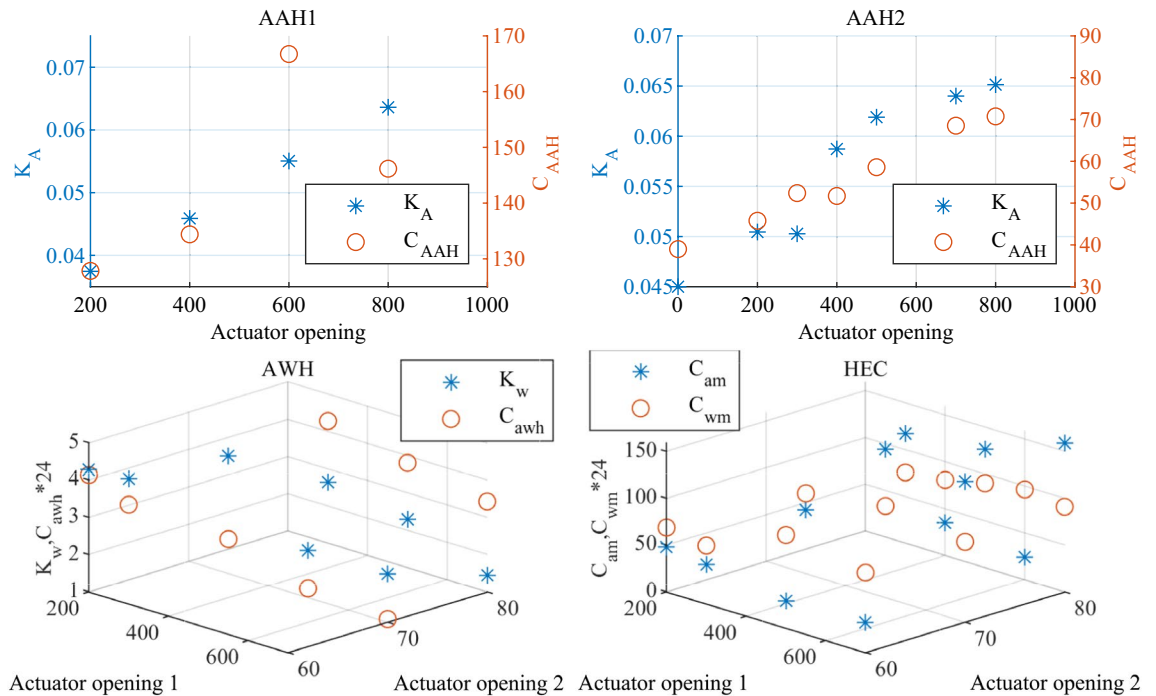 AAH1
0.07
0.06
0.05
0.04
K_A
170
160
150
140
130
C_AAH
K_A
C_AAH
200 400 600 800 1000
Actuator opening
AAH2
0.07
0.065
0.06
0.055
0.05
0.045
K_A
90
80
70
60
50
40
30
C_AAH
K_A
C_AAH
0 200 400 600 800 1000
Actuator opening
AWH
K_w
C_awh
5
4
3
2
1
K_w,C_awh*24
200
400
600
60
70
80
Actuator opening 1
Actuator opening 2
HEC
C_am
C_wm
150
100
50
0
C_am,C_wm*24
200
400
600
60
70
80
Actuator opening 1
Actuator opening 2